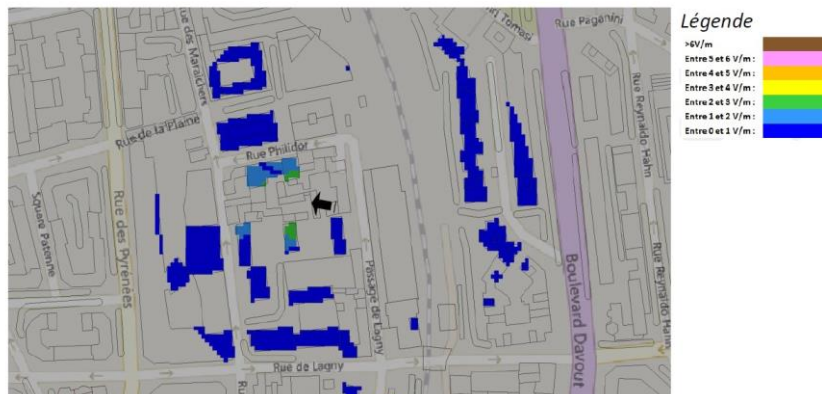 Légende
>6V/m
Entre 5 et 6 V/m :
Entre 4 et 5 V/m :
Entre 3 et 4 V/m :
Entre 2 et 3 V/m :
Entre 1 et 2 V/m :
Entre 0 et 1 V/m :
Tomasi
Rue Paganini
Rue des Maraîchers
Rue Reynaldo Hahn
Rue de la Plaine
Rue Philidor
Square Patenne
Rue des Pyrénées
Passage de Lagny
Boulevard Davout
Rue Reynaldo Hahn
Rue de Lagny
Ru